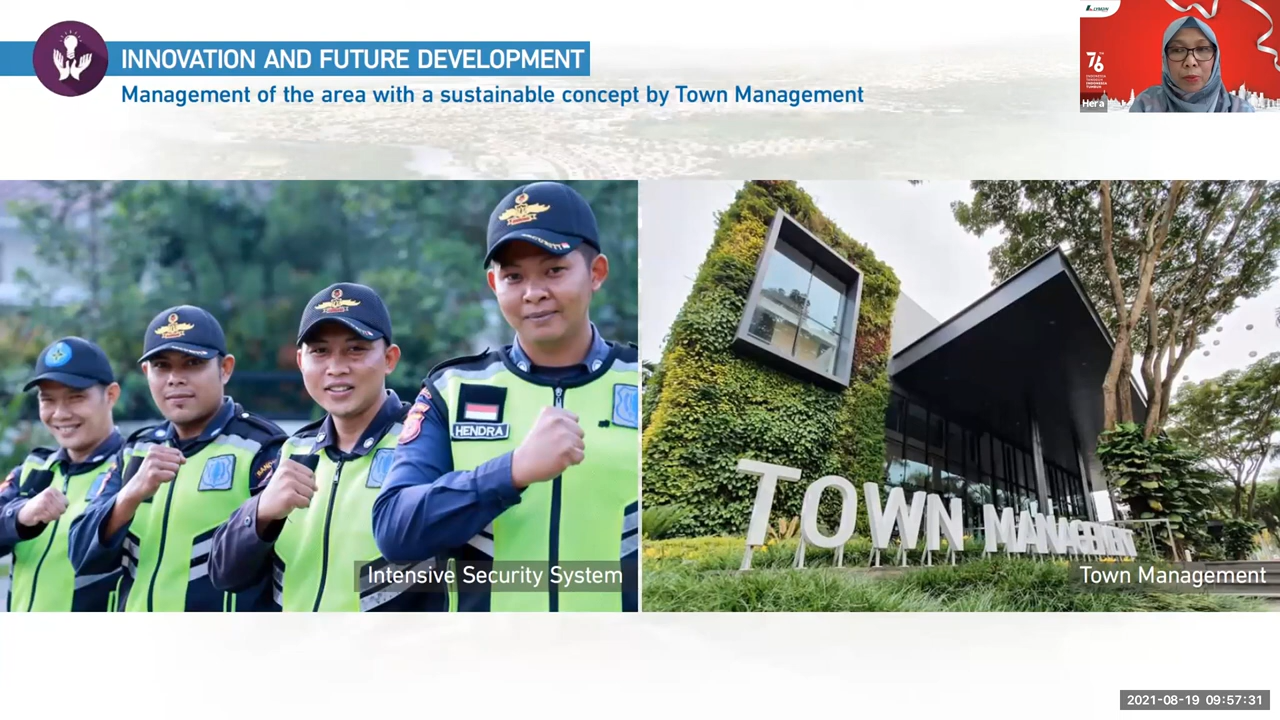 INNOVATION AND FUTURE DEVELOPMENT
Management of the area with a sustainable concept by Town Management
76
Hera
HENDRA
Intensive Security System
TOWN MANAGEMENT
Town Management
2021-08-19 09:57:31